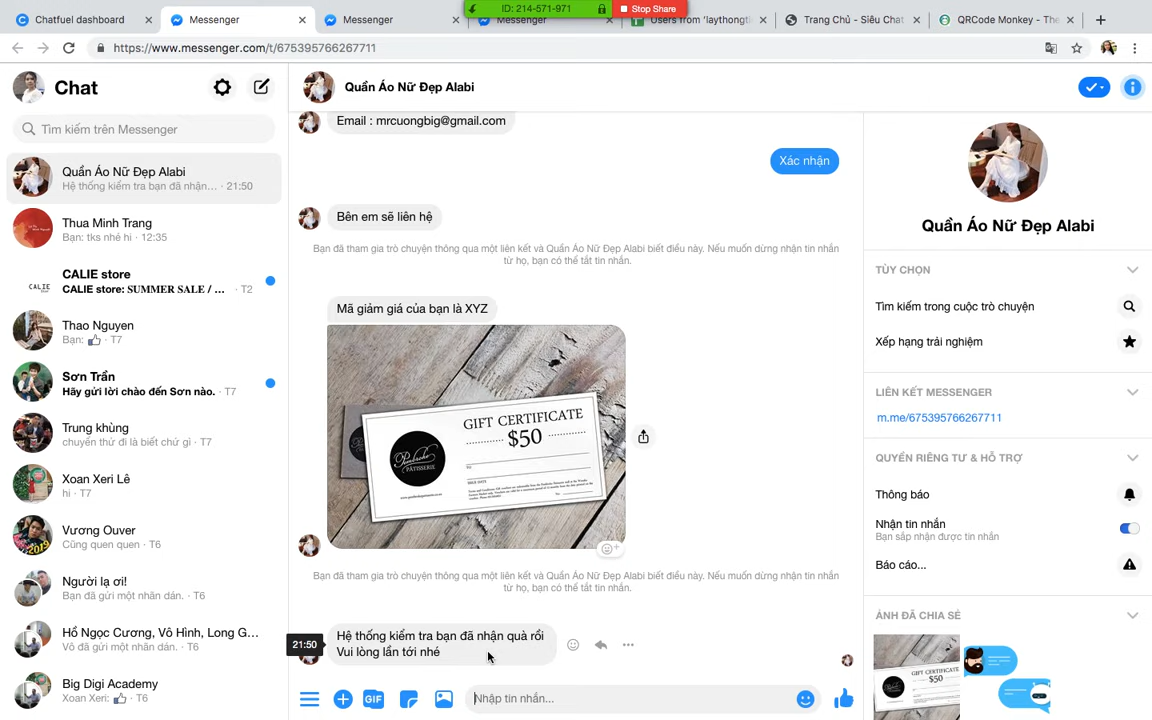 Chatfuel dashboard
Messenger
Messenger
Messenger
ID: 214-571-971
Stop Share
Users from 'laythongti
Trang Chủ - Siêu Chat
QRCode Monkey - The
https://www.messenger.com/t/675395766267711
Chat
Tìm kiếm trên Messenger
Quần Áo Nữ Đẹp Alabi
Hệ thống kiểm tra bạn đã nhận... · 21:50
Thua Minh Trang
Bạn: tks nhé hi · 12:35
CALIE
CALIE store
CALIE store: SUMMER SALE / ... · T2
Thao Nguyen
Bạn: · T7
Sơn Trần
Hãy gửi lời chào đến Sơn nào. · T7
Trung khùng
chuyến thứ đi là biết chứ gì · T7
Xoan Xeri Lê
hi · T7
2019
Vương Ouver
Cũng quen quen · T6
Người lạ ơi!
Bạn đã gửi một nhãn dán. · T6
Hồ Ngọc Cương, Vô Hình, Long G...
Vô đã gửi một nhãn dán. · T6
Big Digi Academy
Xoan Xeri: · T6
Quần Áo Nữ Đẹp Alabi
Email : mrcuongbig@gmail.com
Xác nhận
Bên em sẽ liên hệ
Bạn đã tham gia trò chuyện thông qua một liên kết và Quần Áo Nữ Đẹp Alabi biết điều này. Nếu muốn dừng nhận tin nhắn
từ họ, bạn có thể tắt tin nhắn.
Mã giảm giá của bạn là XYZ
GIFT CERTIFICATE
$50
Pembroke
PATISSERIE
Bạn đã tham gia trò chuyện thông qua một liên kết và Quần Áo Nữ Đẹp Alabi biết điều này. Nếu muốn dừng nhận tin nhắn
từ họ, bạn có thể tắt tin nhắn.
21:50
Hệ thống kiểm tra bạn đã nhận quà rồi
Vui lòng lần tới nhé
GIF
Nhập tin nhắn...
Quần Áo Nữ Đẹp Alabi
TÙY CHỌN
Tìm kiếm trong cuộc trò chuyện
Xếp hạng trải nghiệm
LIÊN KẾT MESSENGER
m.me/675395766267711
QUYỀN RIÊNG TƯ & HỖ TRỢ
Thông báo
Nhận tin nhắn
Bạn sắp nhận được tin nhắn
Báo cáo...
ẢNH ĐÃ CHIA SẺ
GIFT CERTIFICATE
$50